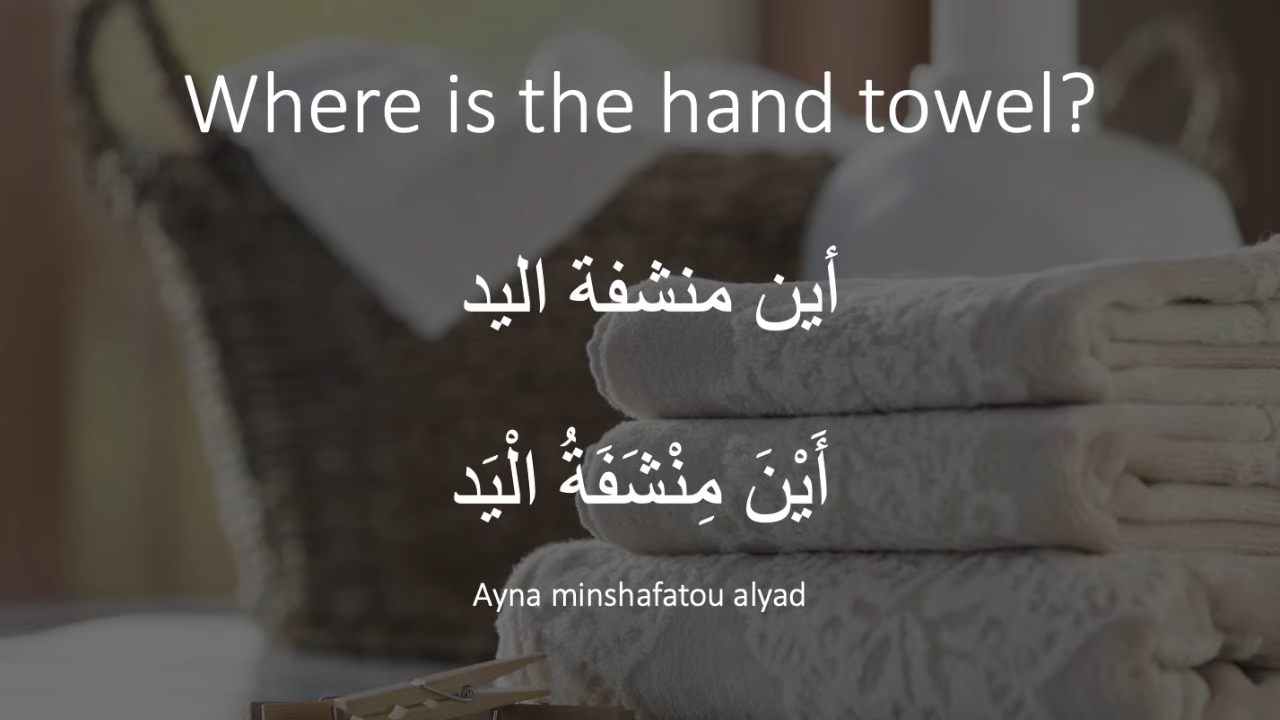 Where is the hand towel?
أين منشفة اليد
أَيْنَ مِنْشَفَةُ الْيَد
Ayna minshafatou alyad